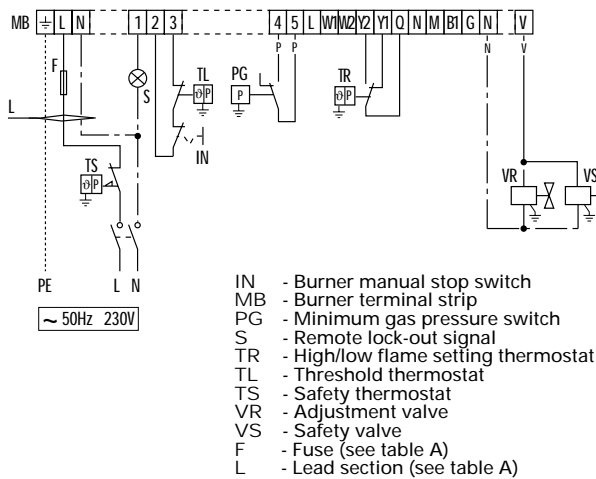 MB ⏚ L N 1 2 3 4 5 L W1 W2 Y2 Y1 Q N M B1 G N V
P P N V
F
L
S
TL
ϑ P
IN
PG
P
TR
ϑ P
TS
ϑ P
VR
VS
PE L N
~ 50Hz 230V
IN - Burner manual stop switch
MB - Burner terminal strip
PG - Minimum gas pressure switch
S - Remote lock-out signal
TR - High/low flame setting thermostat
TL - Threshold thermostat
TS - Safety thermostat
VR - Adjustment valve
VS - Safety valve
F - Fuse (see table A)
L - Lead section (see table A)